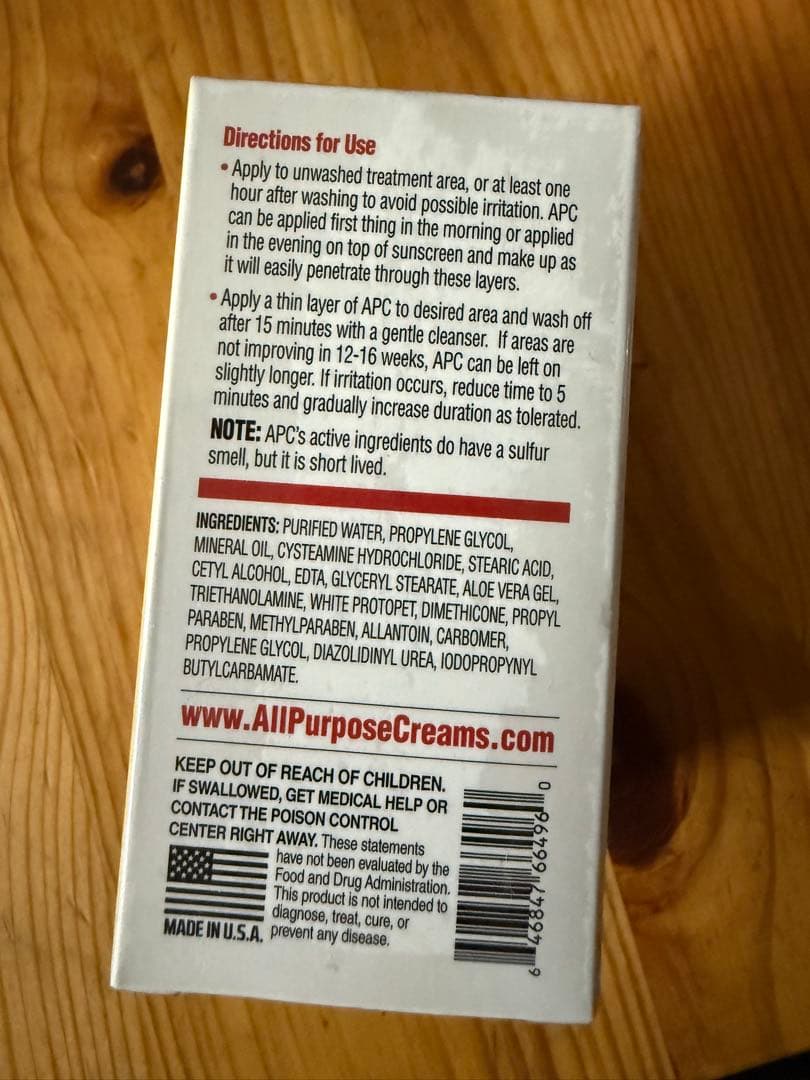 Directions for Use
• Apply to unwashed treatment area, or at least one
hour after washing to avoid possible irritation. APC
can be applied first thing in the morning or applied
in the evening on top of sunscreen and make up as
it will easily penetrate through these layers.
• Apply a thin layer of APC to desired area and wash off
after 15 minutes with a gentle cleanser. If areas are
not improving in 12-16 weeks, APC can be left on
slightly longer. If irritation occurs, reduce time to 5
minutes and gradually increase duration as tolerated.
NOTE: APC's active ingredients do have a sulfur
smell, but it is short lived.
INGREDIENTS: PURIFIED WATER, PROPYLENE GLYCOL,
MINERAL OIL, CYSTEAMINE HYDROCHLORIDE, STEARIC ACID,
CETYL ALCOHOL, EDTA, GLYCERYL STEARATE, ALOE VERA GEL,
TRIETHANOLAMINE, WHITE PROTOPET, DIMETHICONE, PROPYL
PARABEN, METHYLPARABEN, ALLANTOIN, CARBOMER,
PROPYLENE GLYCOL, DIAZOLIDINYL UREA, IODOPROPYNYL
BUTYLCARBAMATE.
www.AllPurposeCreams.com
KEEP OUT OF REACH OF CHILDREN.
IF SWALLOWED, GET MEDICAL HELP OR
CONTACT THE POISON CONTROL
CENTER RIGHT AWAY. These statements
have not been evaluated by the
Food and Drug Administration.
This product is not intended to
diagnose, treat, cure, or
prevent any disease.
MADE IN U.S.A.
6 46847 66496 0